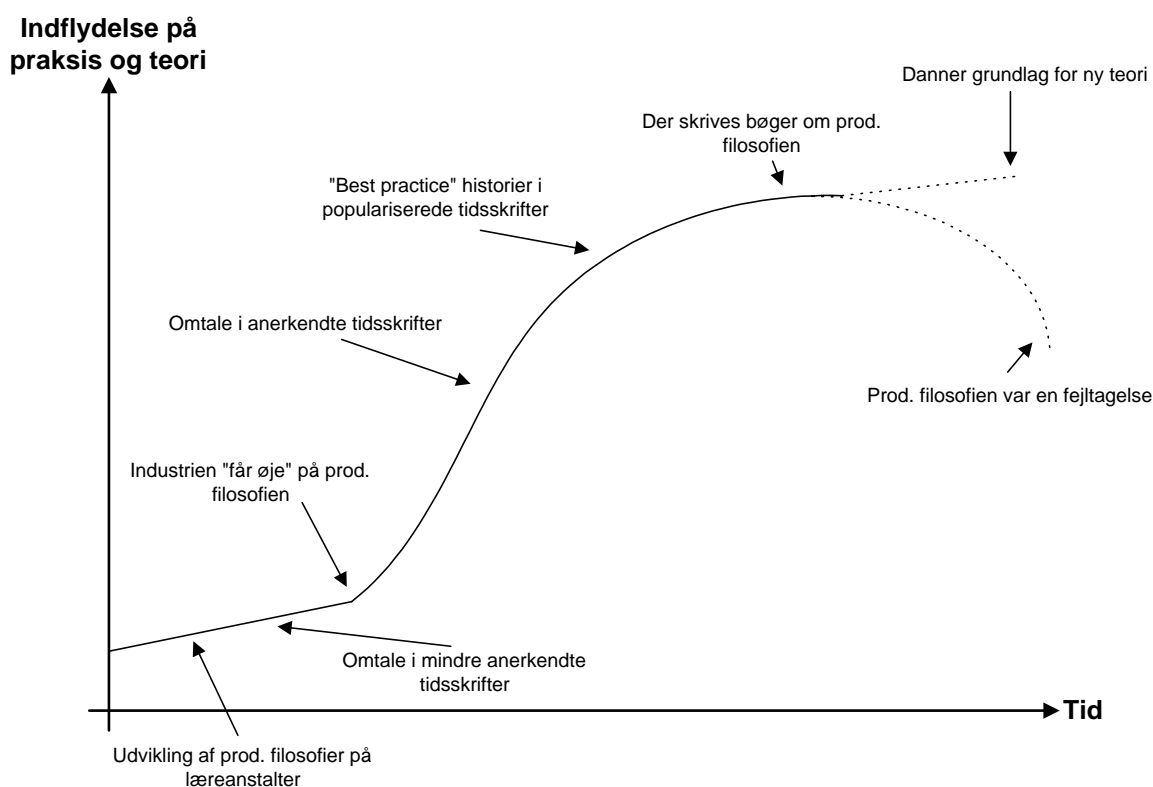 Indflydelse på
praksis og teori
Danner grundlag for ny teori
Der skrives bøger om prod.
filosofien
"Best practice" historier i
populariserede tidsskrifter
Omtale i anerkendte tidsskrifter
Prod. filosofien var en fejltagelse
Industrien "får øje" på prod.
filosofien
Omtale i mindre anerkendte
tidsskrifter
Tid
Udvikling af prod. filosofier på
læreanstalter